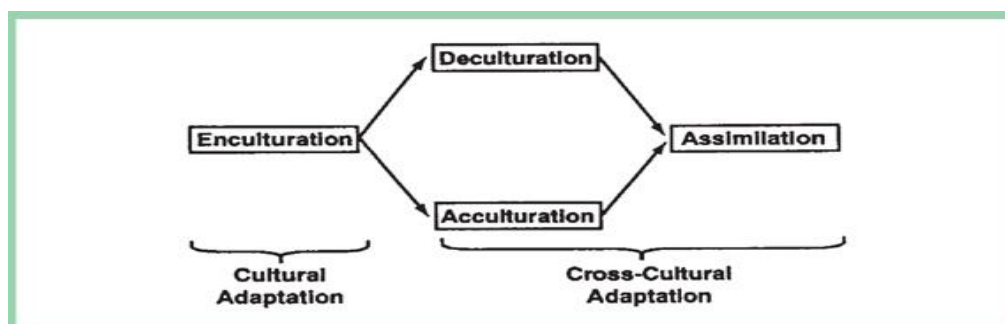 Deculturation
Enculturation
Assimilation
Acculturation
Cultural
Adaptation
Cross-Cultural
Adaptation